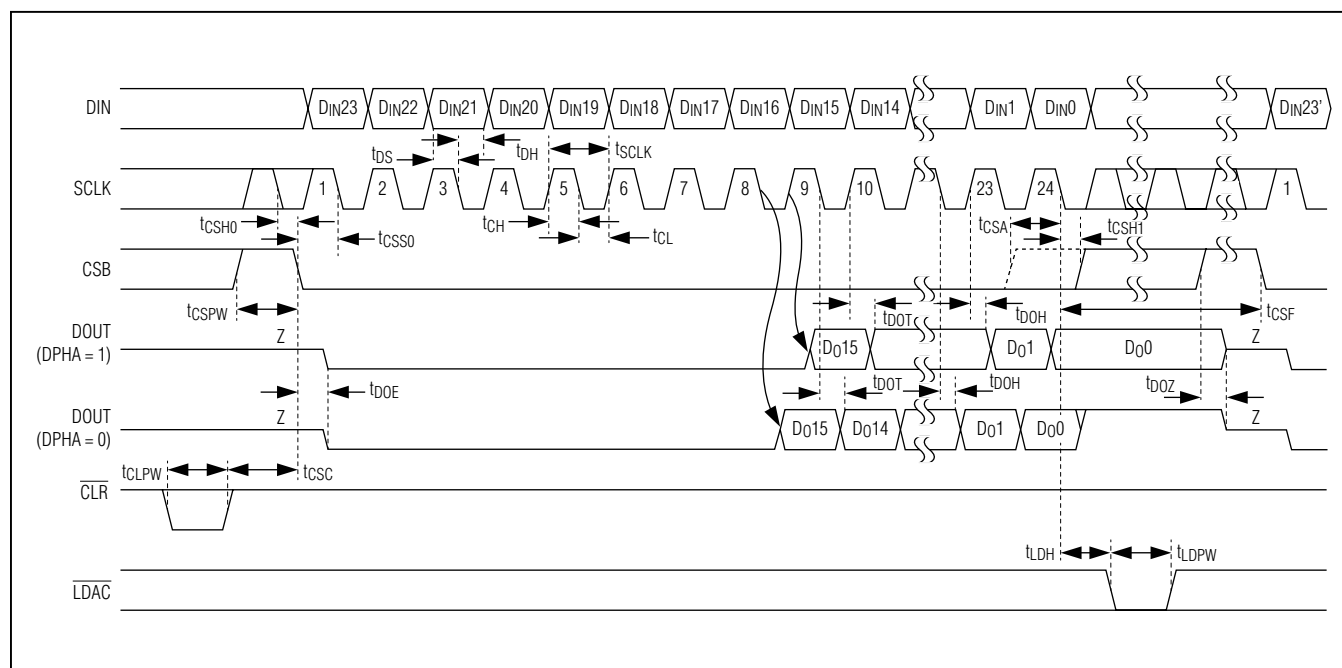 DIN DIN23 DIN22 DIN21 DIN20 DIN19 DIN18 DIN17 DIN16 DIN15 DIN14 DIN1 DIN0 DIN23'
tDS tDH tSCLK
SCLK 1 2 3 4 5 6 7 8 9 10 23 24 1
tCSH0 tCSS0 tCH tCL tCSA tCSH1
CSB
tCSPW tDOT tDOH tCSF
DOUT (DPHA = 1) Z DO15 DO1 DO0 Z
tDOE tDOT tDOH tDOZ
DOUT (DPHA = 0) Z DO15 DO14 DO1 DO0 Z
tCLPW tCSC
CLR
tLDH tLDPW
LDAC